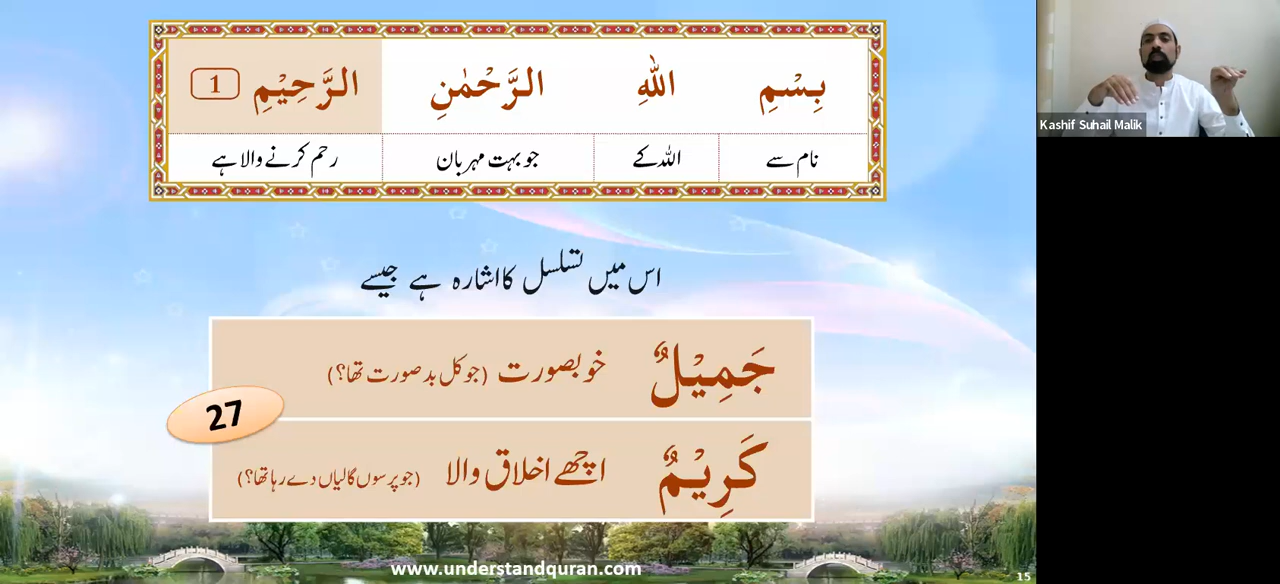 بِسْمِ اللّٰهِ الرَّحْمٰنِ الرَّحِيْمِ 1
نام سے اللہ کے جو بہت مہربان رحم کرنے والا ہے
Kashif Suhail Malik
اس میں تسلسل کا اشارہ ہے جیسے
جَمِيْلٌ خوبصورت (جو کل بد صورت تھا؟)
27
كَرِيْمٌ اچھے اخلاق والا (جو پرسوں گالیاں دے رہا تھا؟)
www.understandquran.com
15